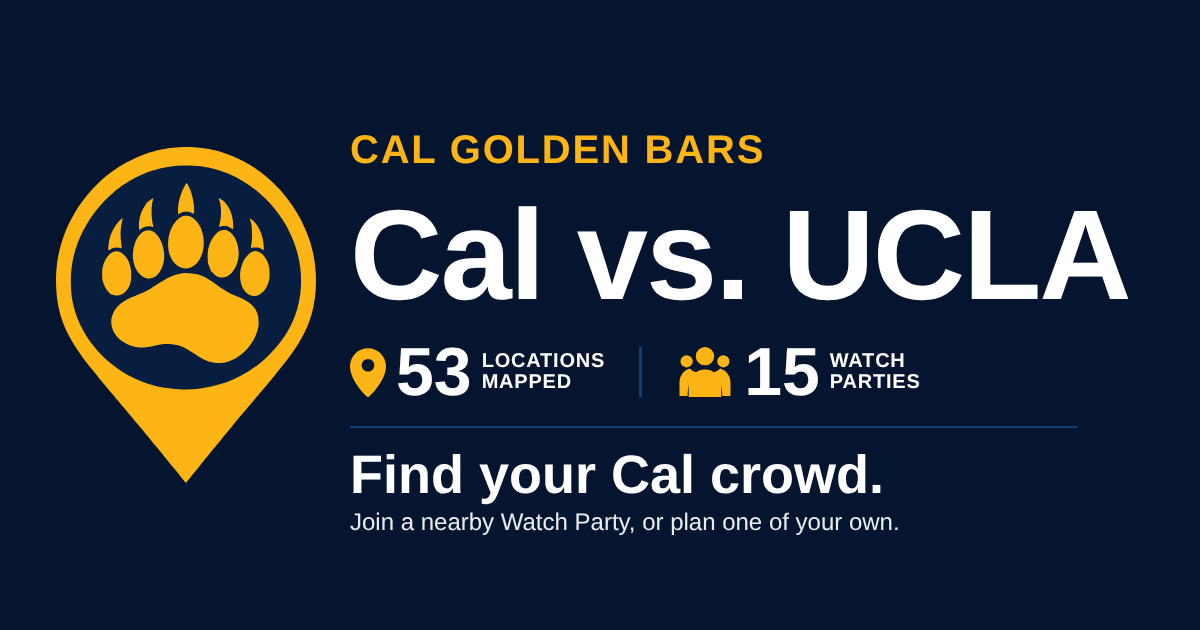 CAL GOLDEN BARS
Cal vs. UCLA
53 LOCATIONS MAPPED
15 WATCH PARTIES
Find your Cal crowd.
Join a nearby Watch Party, or plan one of your own.